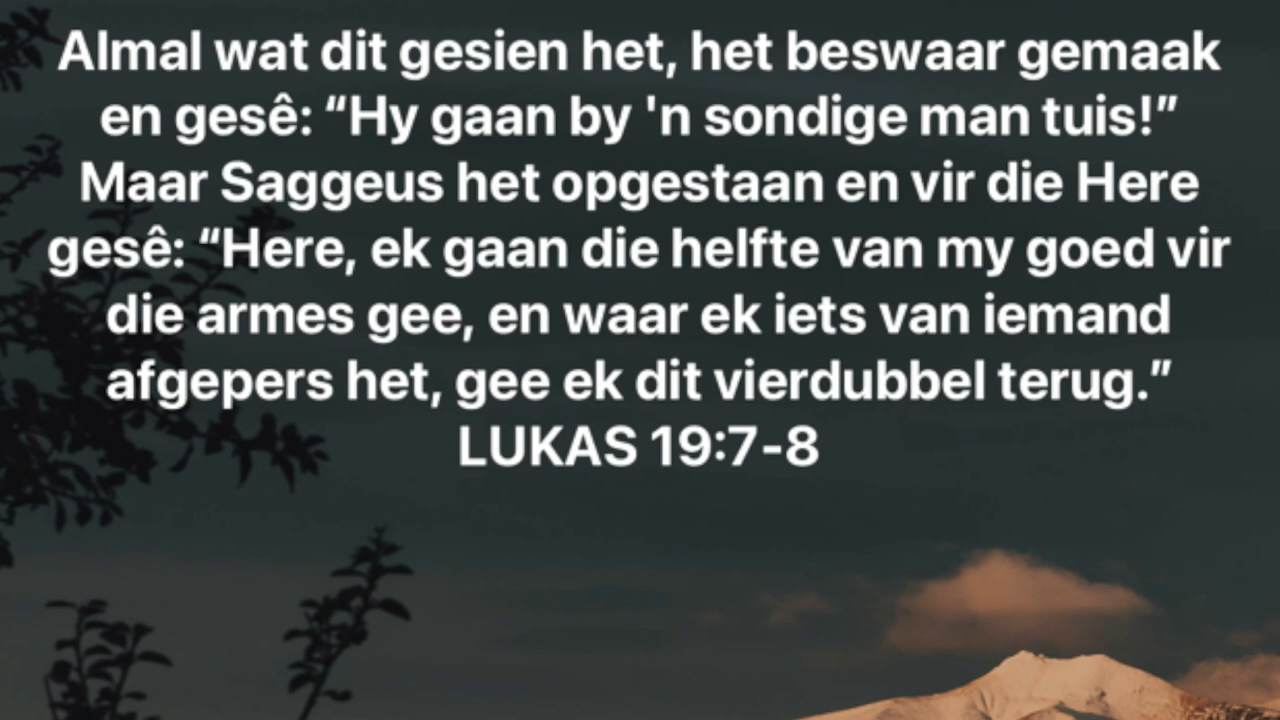 Almal wat dit gesien het, het beswaar gemaak
en gesê: “Hy gaan by 'n sondige man tuis!”
Maar Saggeus het opgestaan en vir die Here
gesê: “Here, ek gaan die helfte van my goed vir
die armes gee, en waar ek iets van iemand
afgepers het, gee ek dit vierdubbel terug.”
LUKAS 19:7-8